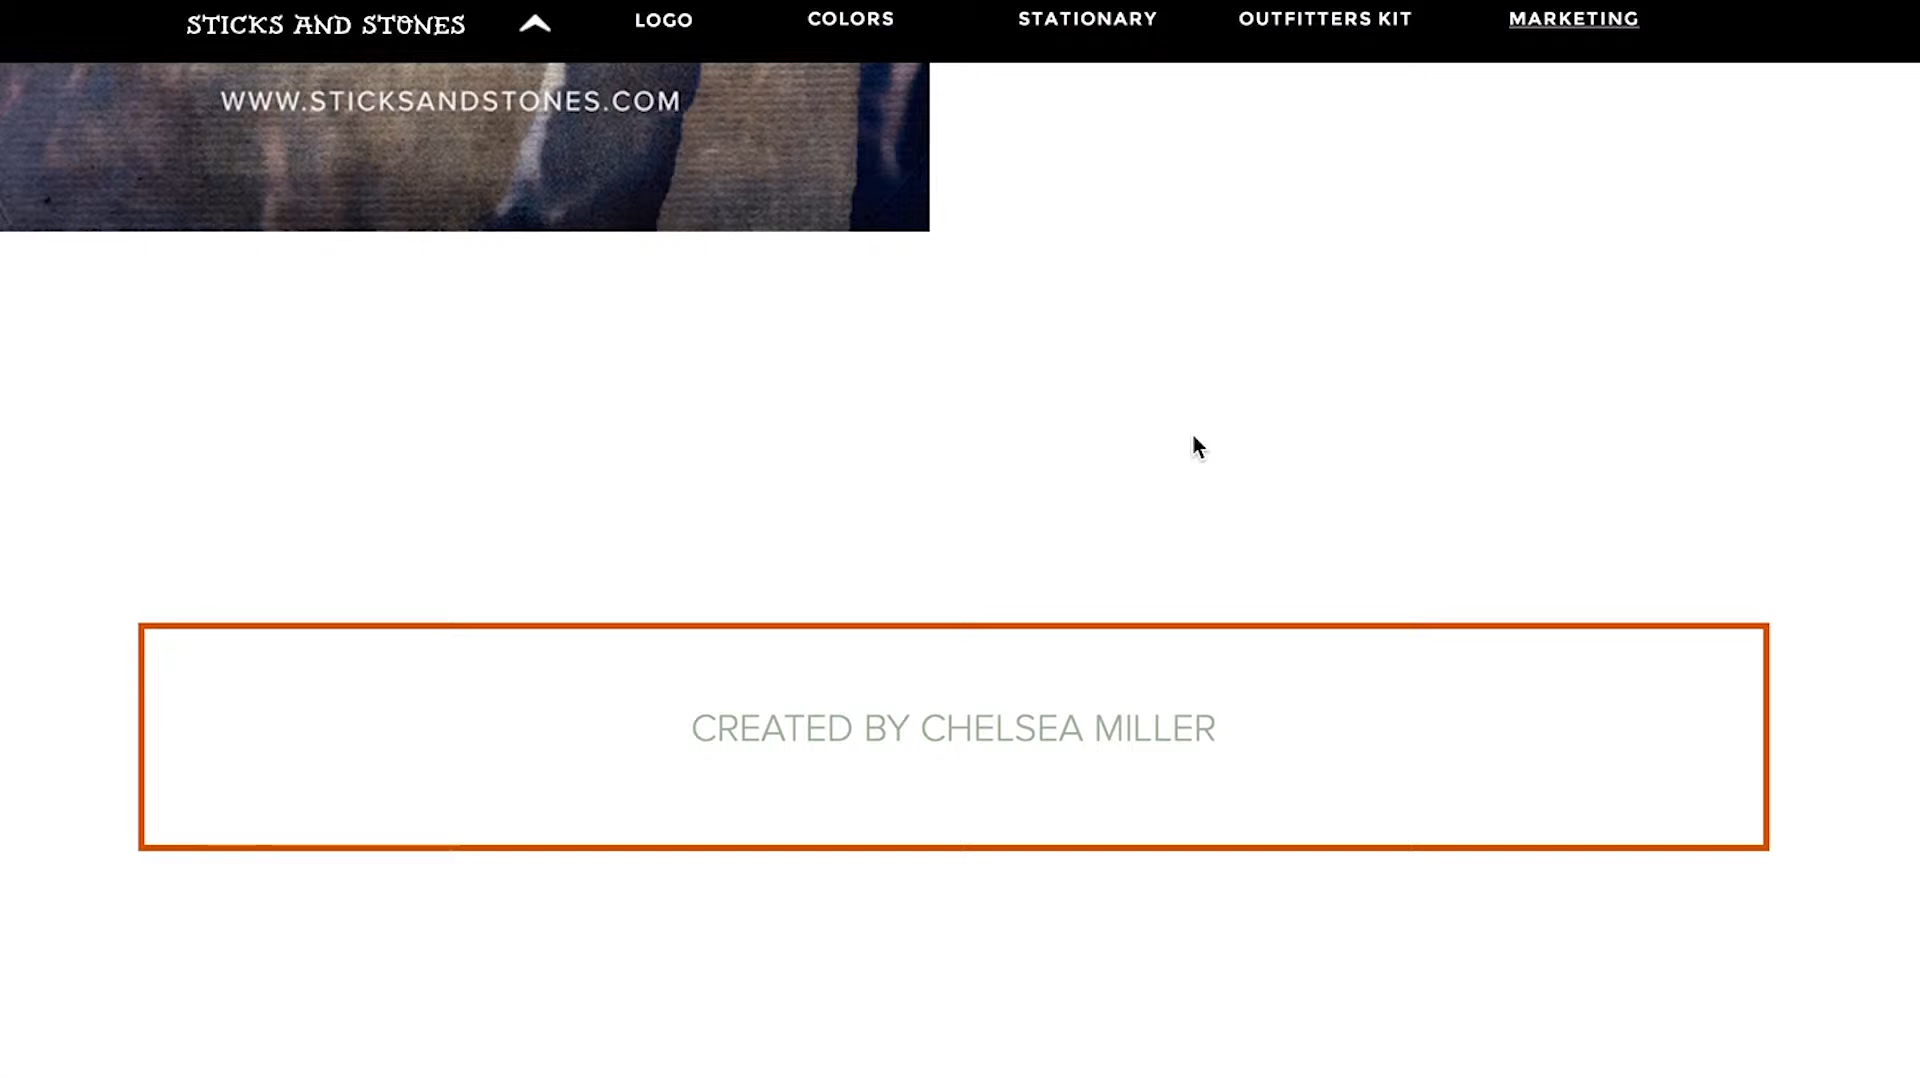 STICKS AND STONES
LOGO
COLORS
STATIONARY
OUTFITTERS KIT
MARKETING
WWW.STICKSANDSTONES.COM
CREATED BY CHELSEA MILLER